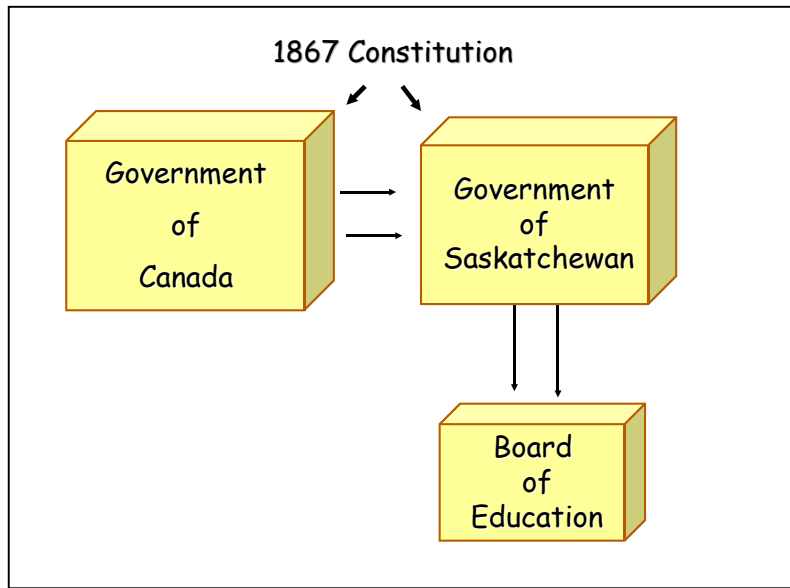 1867 Constitution
Government
of
Canada
Government
of
Saskatchewan
Board
of
Education